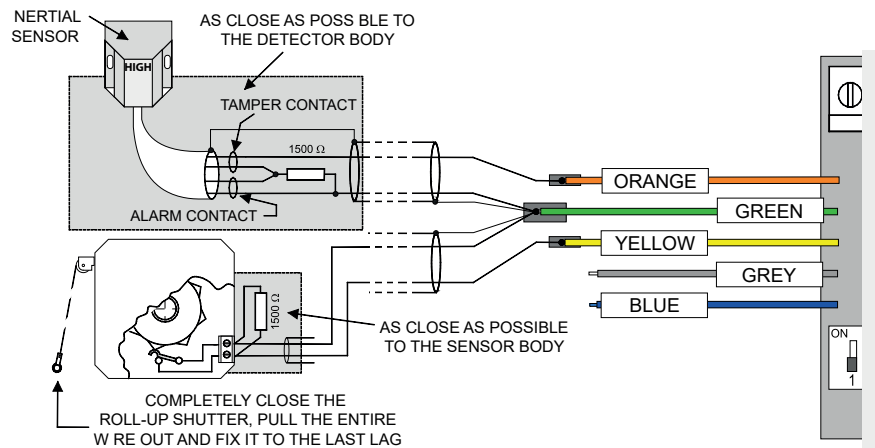 NERTIAL
SENSOR
AS CLOSE AS POSS BLE TO
THE DETECTOR BODY
HIGH
TAMPER CONTACT
1500 Ω
ALARM CONTACT
ORANGE
GREEN
YELLOW
GREY
BLUE
1500 Ω
AS CLOSE AS POSSIBLE
TO THE SENSOR BODY
ON
1
COMPLETELY CLOSE THE
ROLL-UP SHUTTER, PULL THE ENTIRE
W RE OUT AND FIX IT TO THE LAST LAG